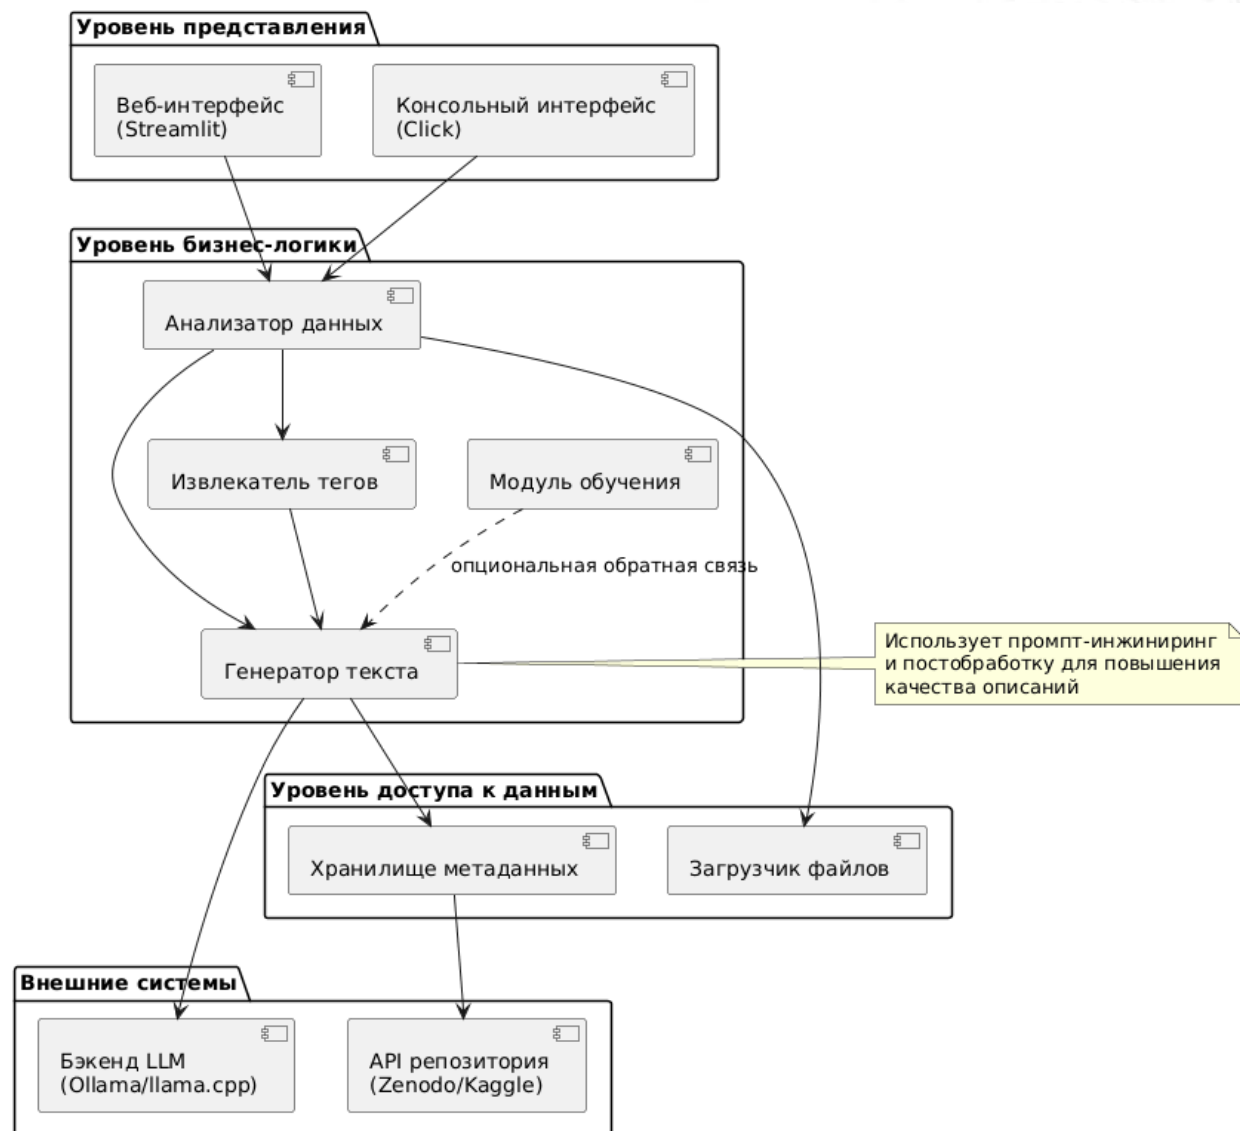 Уровень представления
Веб-интерфейс
(Streamlit)
Консольный интерфейс
(Click)
Уровень бизнес-логики
Анализатор данных
Извлекатель тегов
Модуль обучения
опциональная обратная связь
Генератор текста
Использует промпт-инжиниринг
и постобработку для повышения
качества описаний
Уровень доступа к данным
Хранилище метаданных
Загрузчик файлов
Внешние системы
Бэкенд LLM
(Ollama/llama.cpp)
API репозитория
(Zenodo/Kaggle)